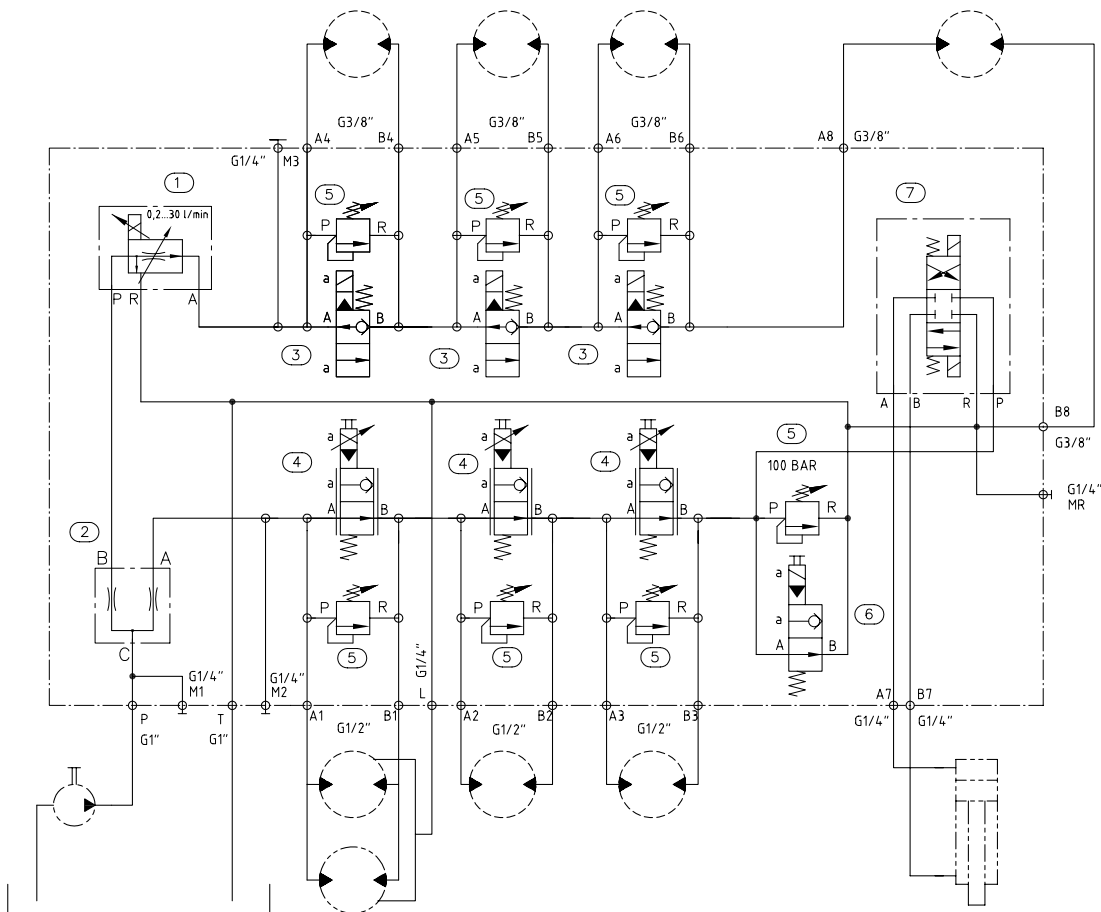 G3/8" G3/8" G3/8"
A4 B4 A5 B5 A6 B6 A8 G3/8"
G1/4" M3
1 5 5 5 7
0,2...30 l/min
P R P R P R
a a a
P R A A B A B A B
3 3 3
a a a
A B R P
B8
a a a 5 G3/8"
4 4 4
100 BAR
a a a G1/4"
MR
A B A B A B P R
2
B A
a
P R P R P R a 6
A B
C 5 5 5
G1/4" G1/4" G1/4"
M1 M2 L A7 B7
P T A1 B1 A2 B2 A3 B3 G1/4" G1/4"
G1" G1" G1/2" G1/2" G1/2"